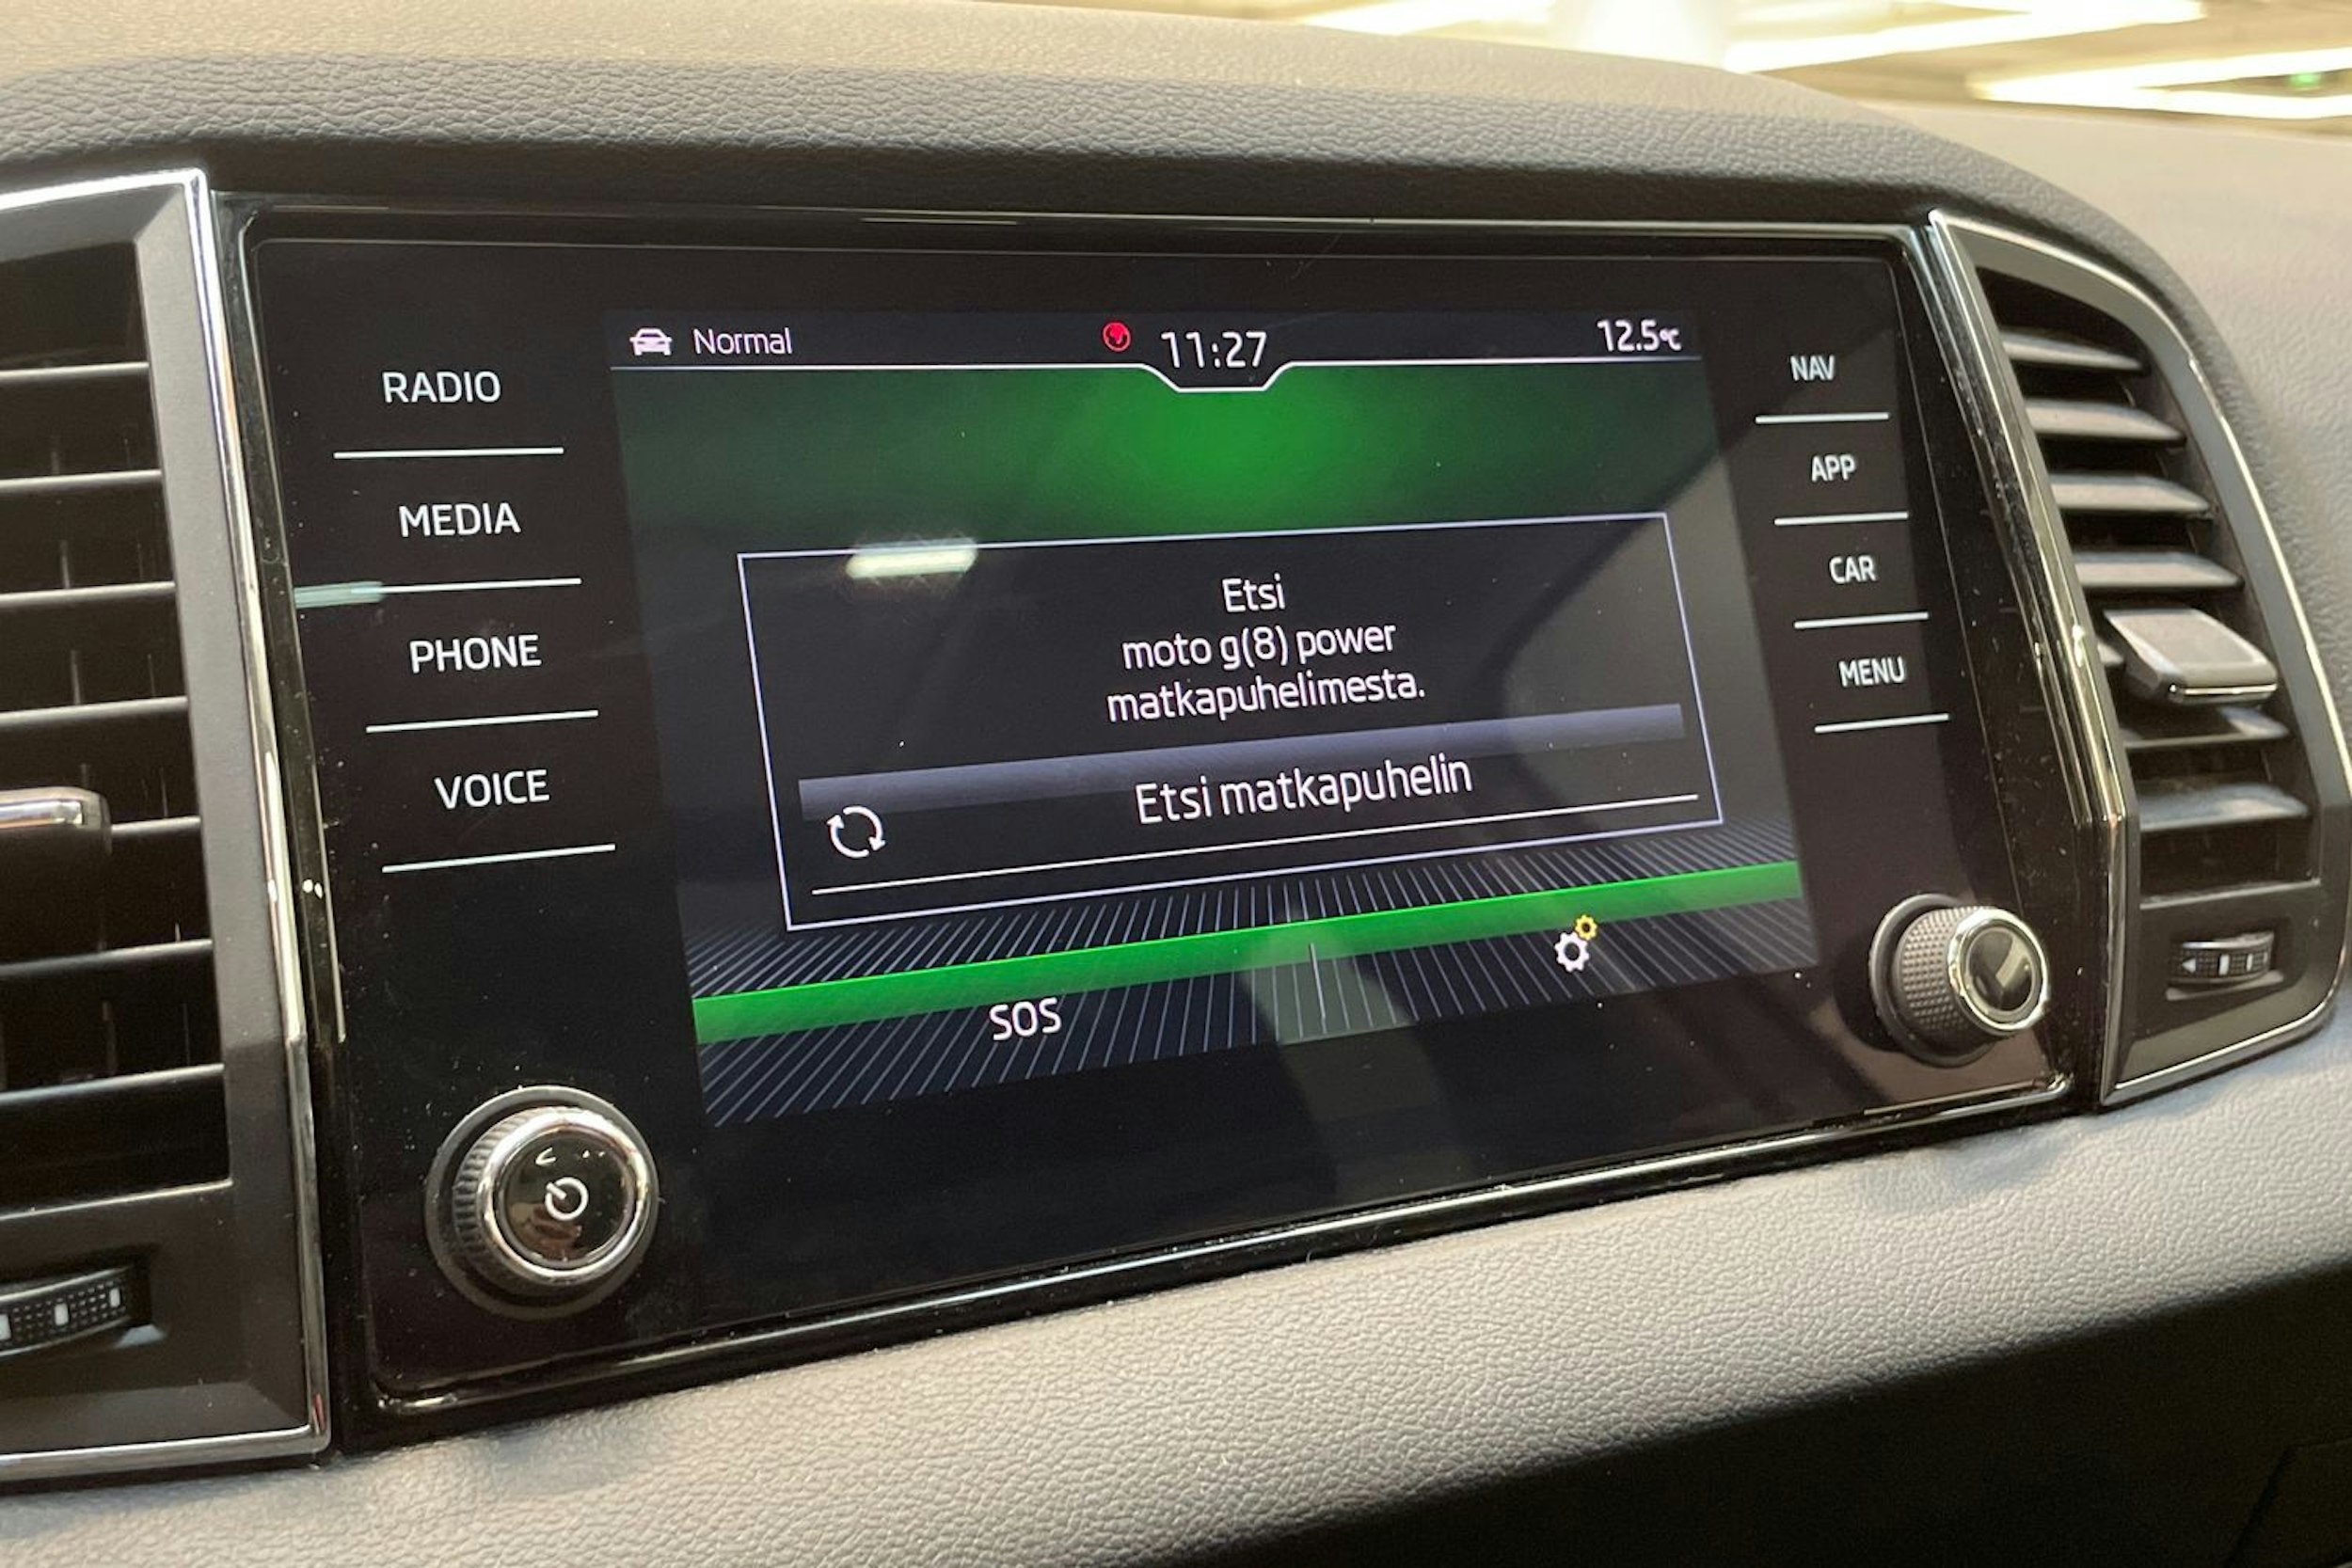 Normal
11:27
12.5°C
RADIO
MEDIA
PHONE
VOICE
Etsi
moto g(8) power
matkapuhelimesta.
Etsi matkapuhelin
SOS
NAV
APP
CAR
MENU